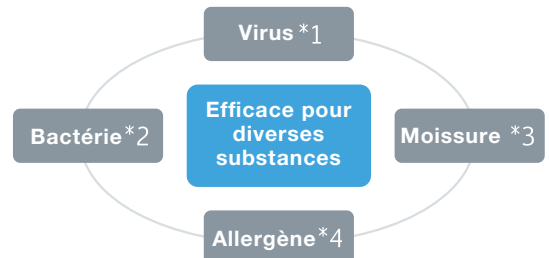 Virus *1
Efficace pour
diverses
substances
Bactérie*2
Moissure *3
Allergène*4